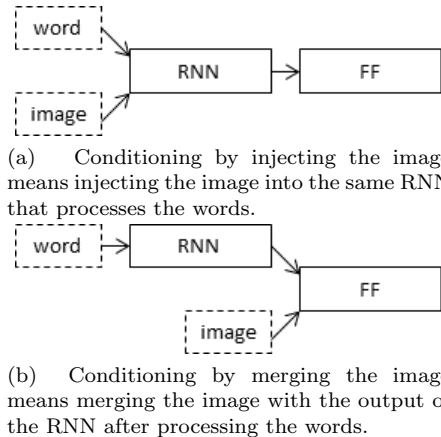 word
RNN
FF
image
(a) Conditioning by injecting the imag
means injecting the image into the same RNN
that processes the words.
word
RNN
FF
image
(b) Conditioning by merging the imag
means merging the image with the output o
the RNN after processing the words.